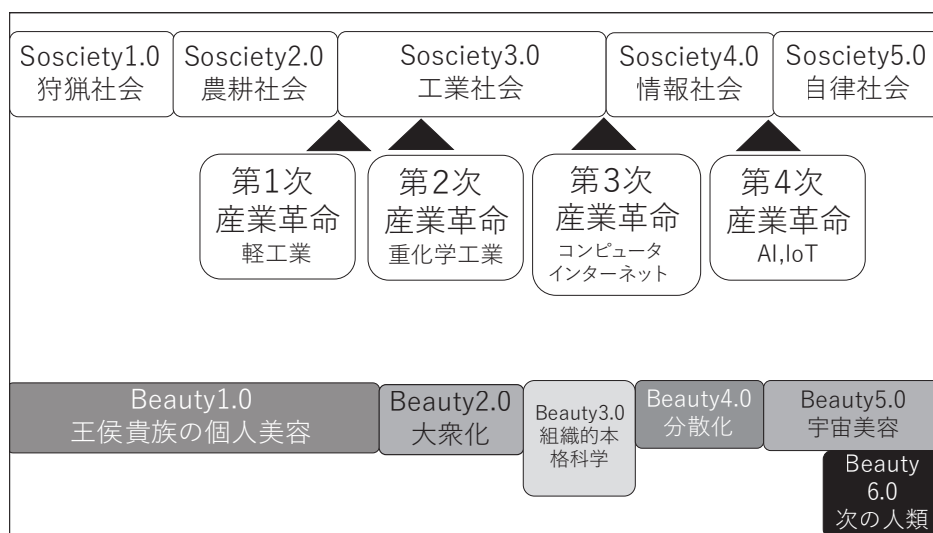 Sosciety1.0
狩猟社会
Sosciety2.0
農耕社会
Sosciety3.0
工業社会
Sosciety4.0
情報社会
Sosciety5.0
自律社会
第1次
産業革命
軽工業
第2次
産業革命
重化学工業
第3次
産業革命
コンピュータ
インターネット
第4次
産業革命
AI,IoT
Beauty1.0
王侯貴族の個人美容
Beauty2.0
大衆化
Beauty3.0
組織的本
格科学
Beauty4.0
分散化
Beauty5.0
宇宙美容
Beauty
6.0
次の人類